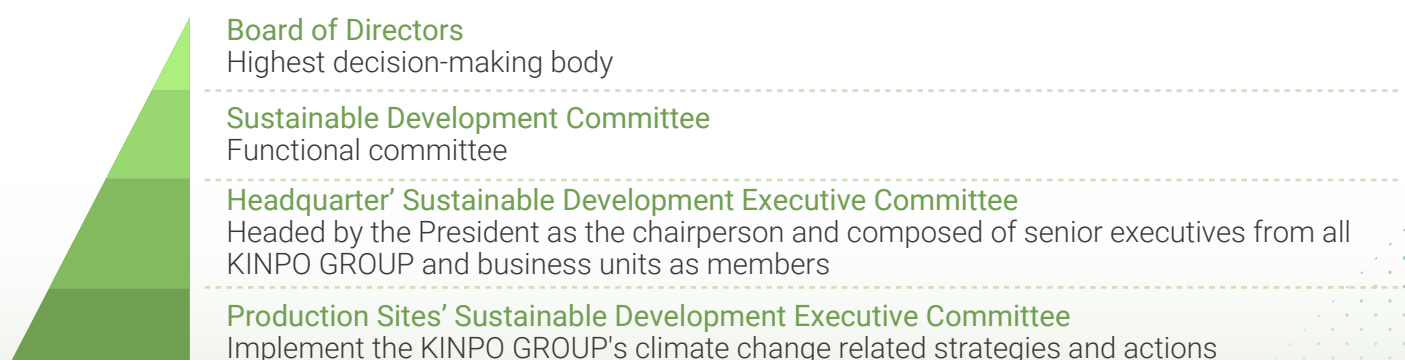 Board of Directors
Highest decision-making body
Sustainable Development Committee
Functional committee
Headquarter’ Sustainable Development Executive Committee
Headed by the President as the chairperson and composed of senior executives from all
KINPO GROUP and business units as members
Production Sites’ Sustainable Development Executive Committee
Implement the KINPO GROUP's climate change related strategies and actions